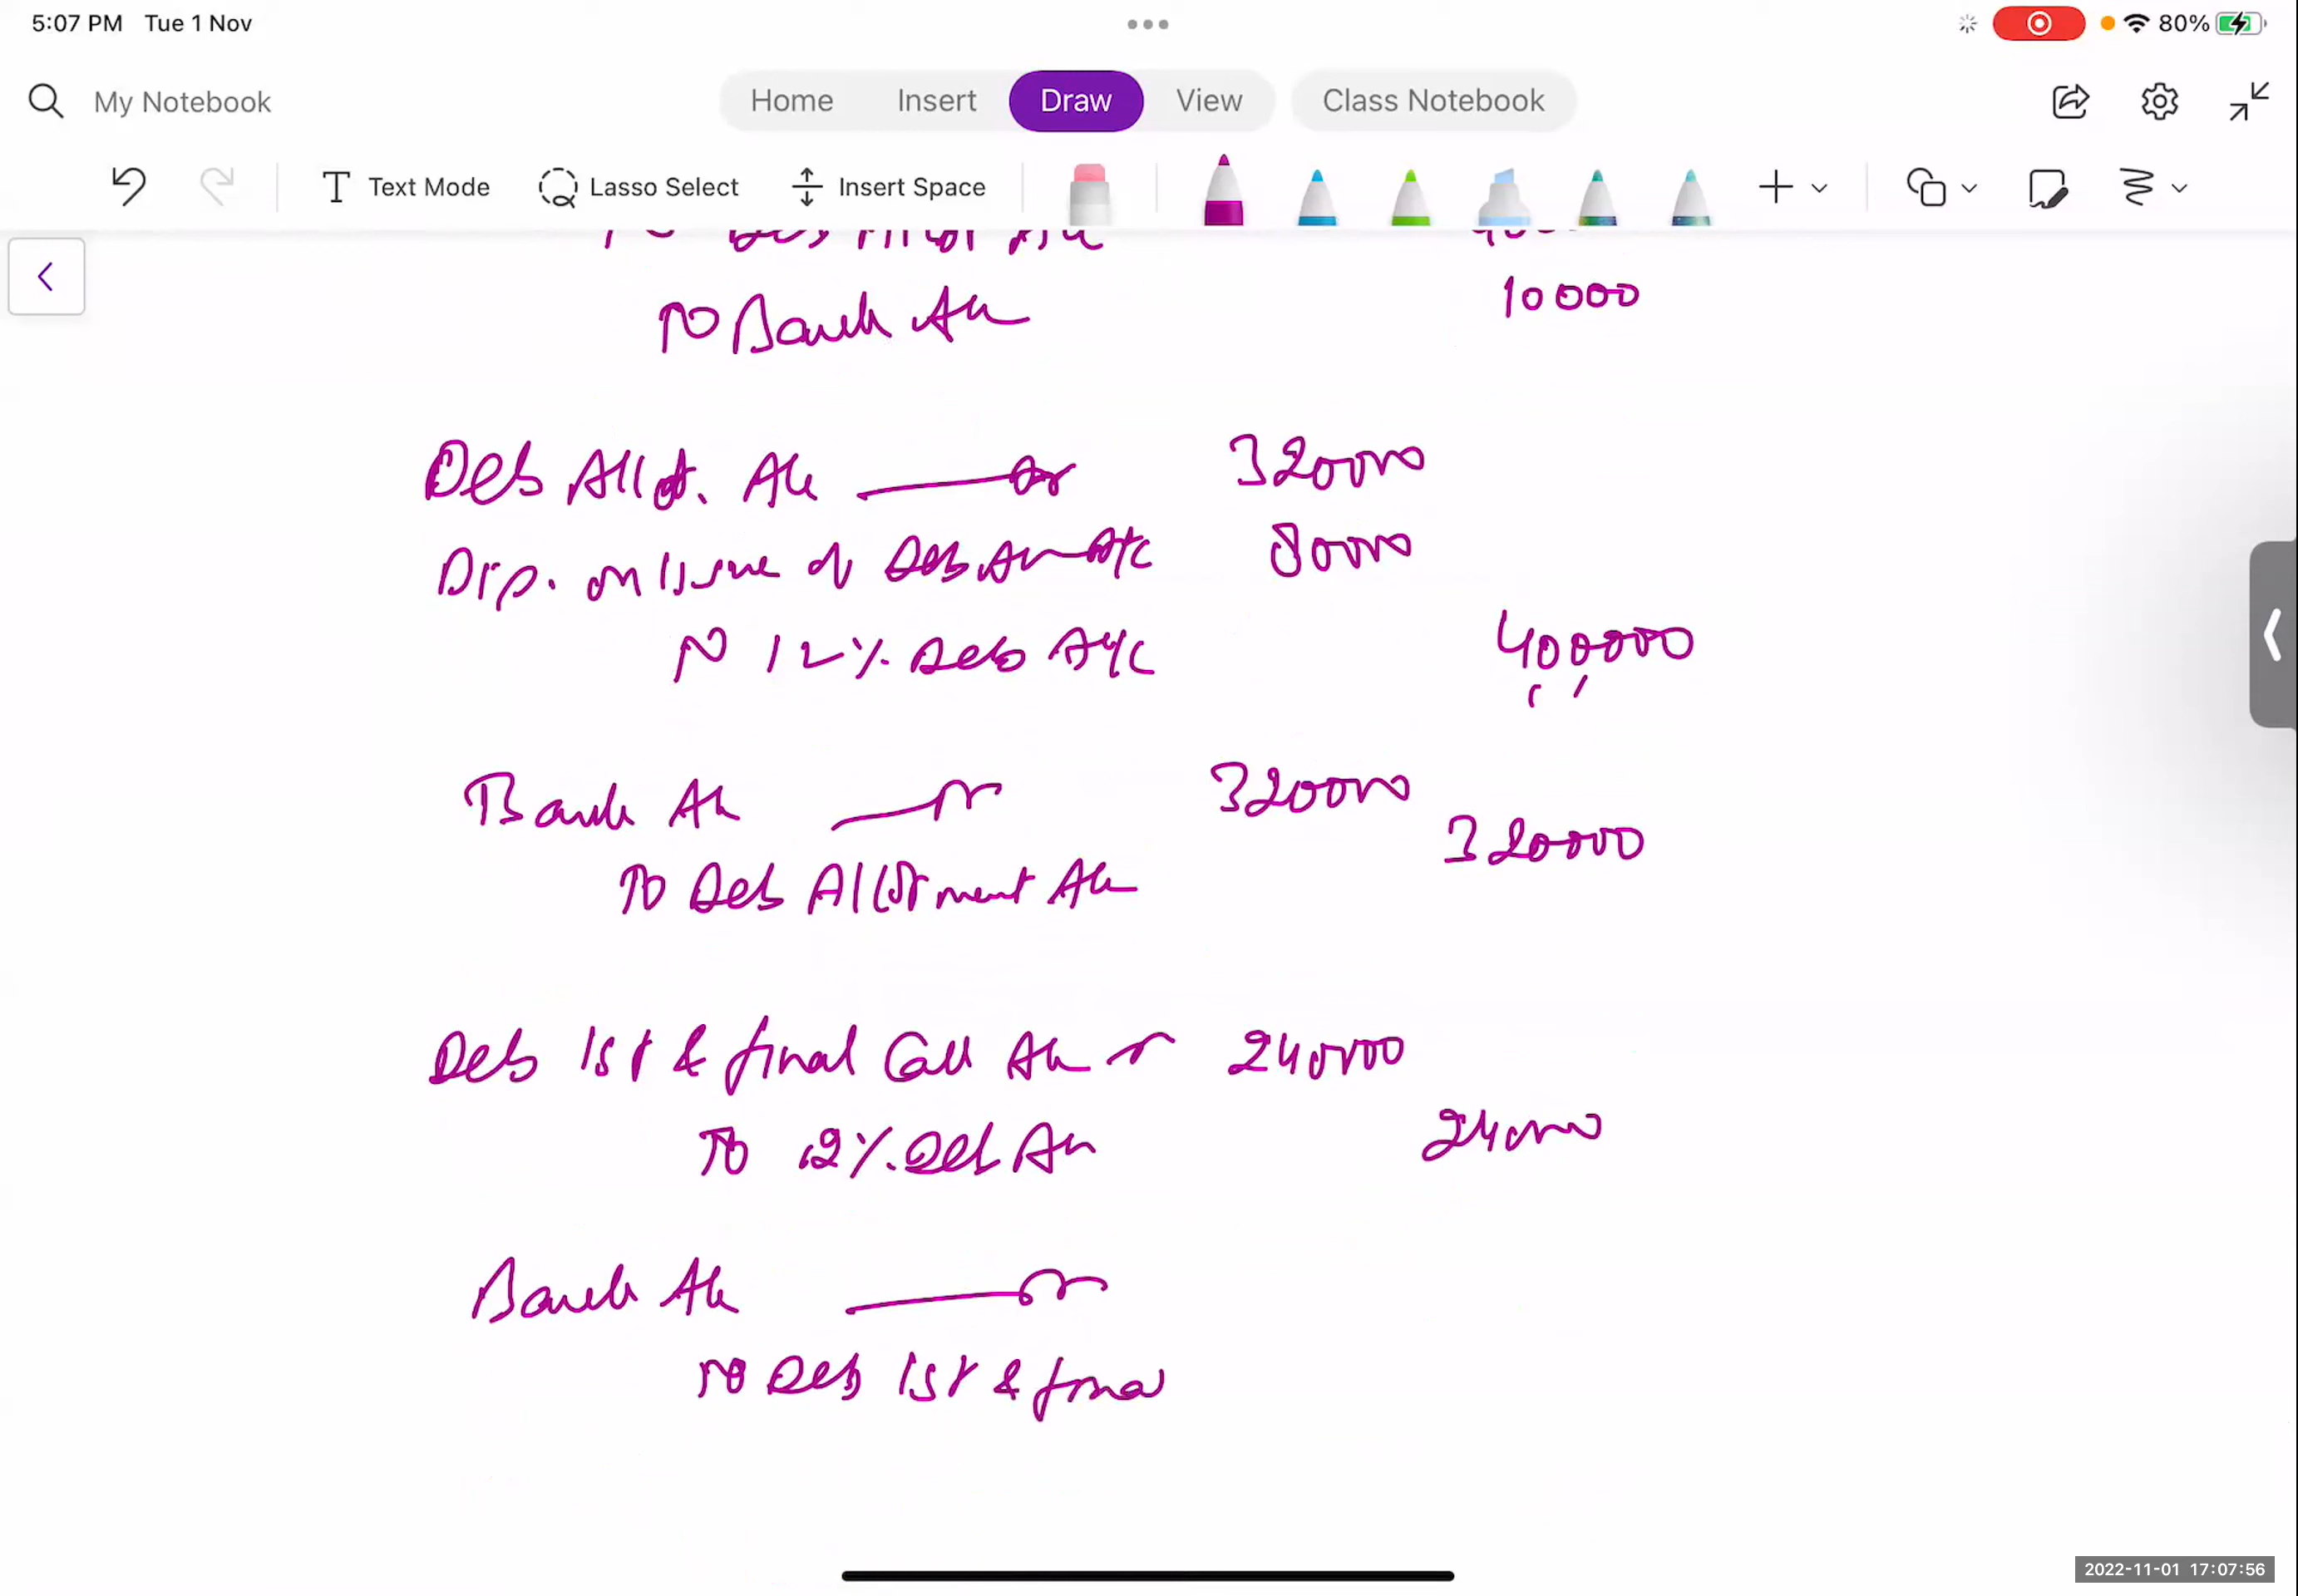 5:07 PM Tue 1 Nov
80%
My Notebook
Home Insert Draw View Class Notebook
Text Mode Lasso Select Insert Space
To Bank A/c 10000
Deb Allot. A/c Dr 320000
Dis. on issue of Deb A/c 80000
To 12% Deb A/c 400000
Bank A/c Dr 320000
To Deb Allotment A/c 320000
Deb 1st & final Call A/c Dr 240000
To 12% Deb A/c 240000
Bank A/c Dr
To Deb 1st & final
2022-11-01 17:07:56